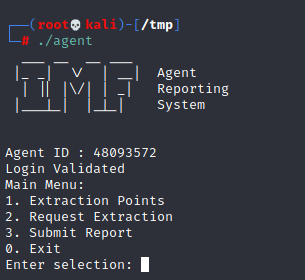 (root💀kali)-[/tmp]
# ./agent
Agent
Reporting
System
Agent ID : 48093572
Login Validated
Main Menu:
1. Extraction Points
2. Request Extraction
3. Submit Report
0. Exit
Enter selection: